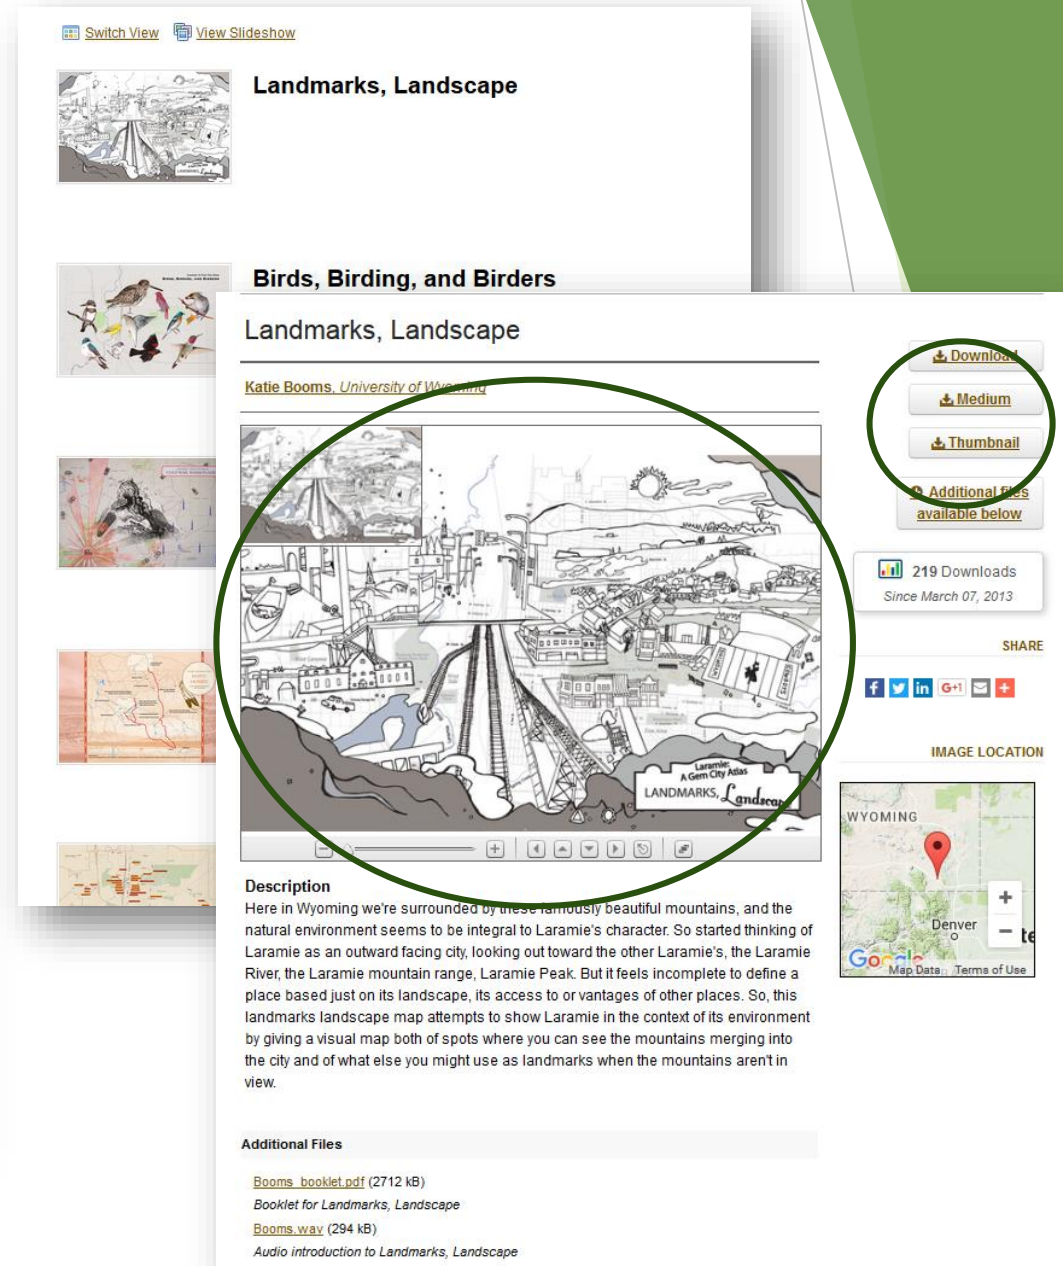 Switch View View Slideshow
Landmarks, Landscape
Birds, Birding, and Birders
Landmarks, Landscape
Katie Booms, University of Wyoming
Download
Medium
Thumbnail
Additional files
available below
219 Downloads
Since March 07, 2013
SHARE
G+1
Laramie:
A Gem City Atlas
LANDMARKS, Landscape
IMAGE LOCATION
WYOMING
Denver
Google
Map Data Terms of Use
Description
Here in Wyoming we're surrounded by these famously beautiful mountains, and the
natural environment seems to be integral to Laramie's character. So started thinking of
Laramie as an outward facing city, looking out toward the other Laramie's, the Laramie
River, the Laramie mountain range, Laramie Peak. But it feels incomplete to define a
place based just on its landscape, its access to or vantages of other places. So, this
landmarks landscape map attempts to show Laramie in the context of its environment
by giving a visual map both of spots where you can see the mountains merging into
the city and of what else you might use as landmarks when the mountains aren't in
view.
Additional Files
Booms_booklet.pdf (2712 kB)
Booklet for Landmarks, Landscape
Booms.wav (294 kB)
Audio introduction to Landmarks, Landscape